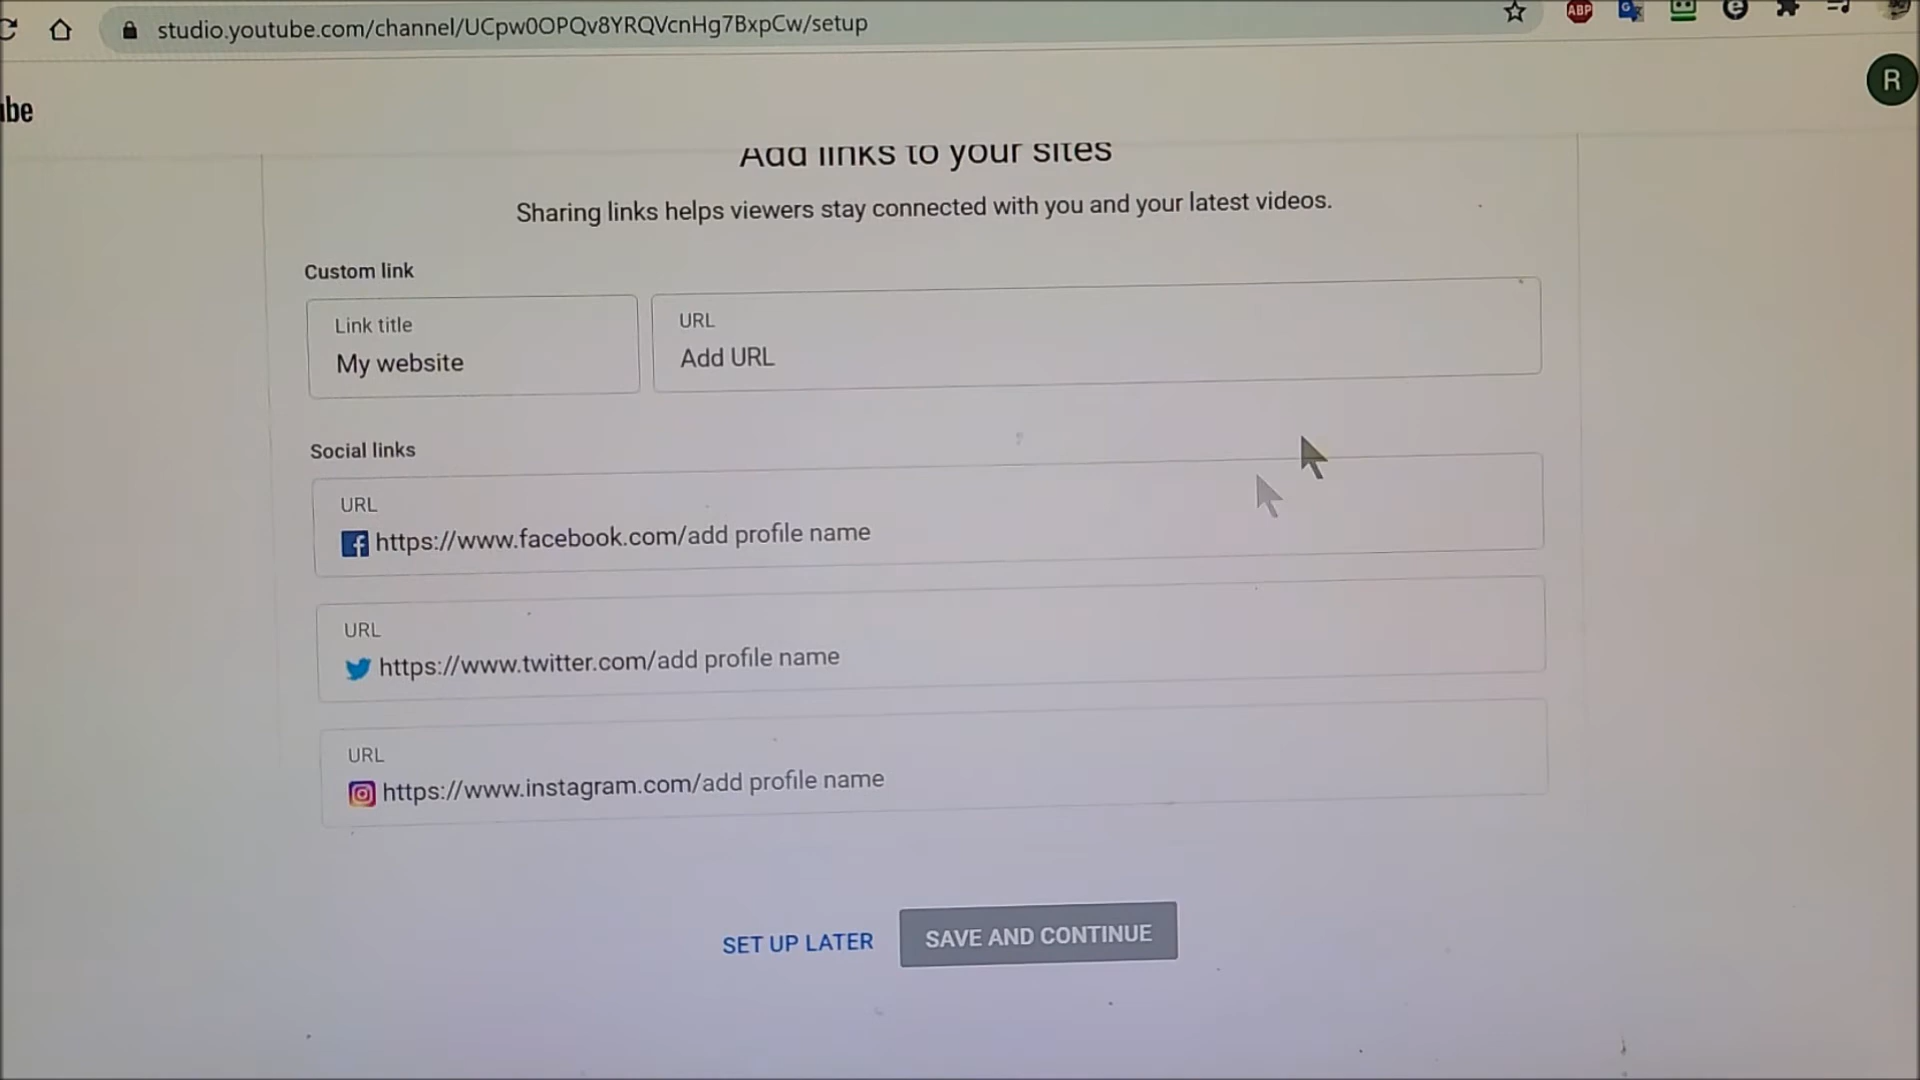 studio.youtube.com/channel/UCpw0OPQv8YRQVcnHg7BxpCw/setup
ABP
G
R
ube
Add links to your sites
Sharing links helps viewers stay connected with you and your latest videos.
Custom link
Link title
My website
URL
Add URL
Social links
URL
https://www.facebook.com/add profile name
URL
https://www.twitter.com/add profile name
URL
https://www.instagram.com/add profile name
SET UP LATER
SAVE AND CONTINUE